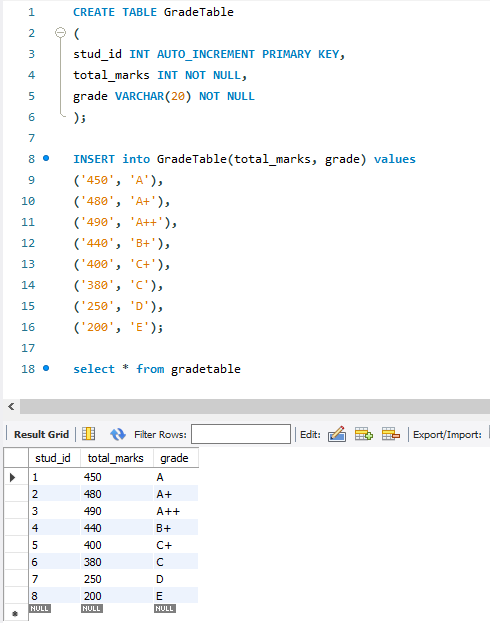 1 CREATE TABLE GradeTable
2 (
3 stud_id INT AUTO_INCREMENT PRIMARY KEY,
4 total_marks INT NOT NULL,
5 grade VARCHAR(20) NOT NULL
6 );
7
8 INSERT into GradeTable(total_marks, grade) values
9 ('450', 'A'),
10 ('480', 'A+'),
11 ('490', 'A++'),
12 ('440', 'B+'),
13 ('400', 'C+'),
14 ('380', 'C'),
15 ('250', 'D'),
16 ('200', 'E');
17
18 select * from gradetable
Result Grid Filter Rows: Edit: Export/Import:
stud_id total_marks grade
1 450 A
2 480 A+
3 490 A++
4 440 B+
5 400 C+
6 380 C
7 250 D
8 200 E
NULL NULL NULL